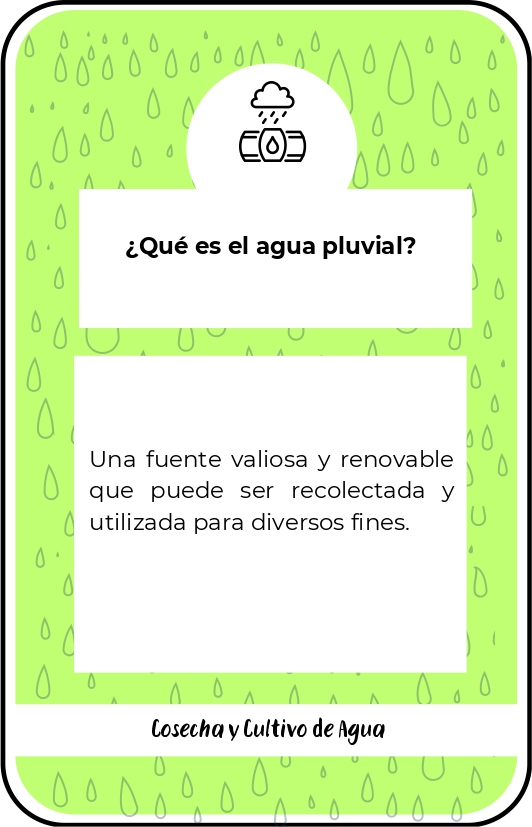 ¿Qué es el agua pluvial?
Una fuente valiosa y renovable
que puede ser recolectada y
utilizada para diversos fines.
Cosecha y Cultivo de Agua